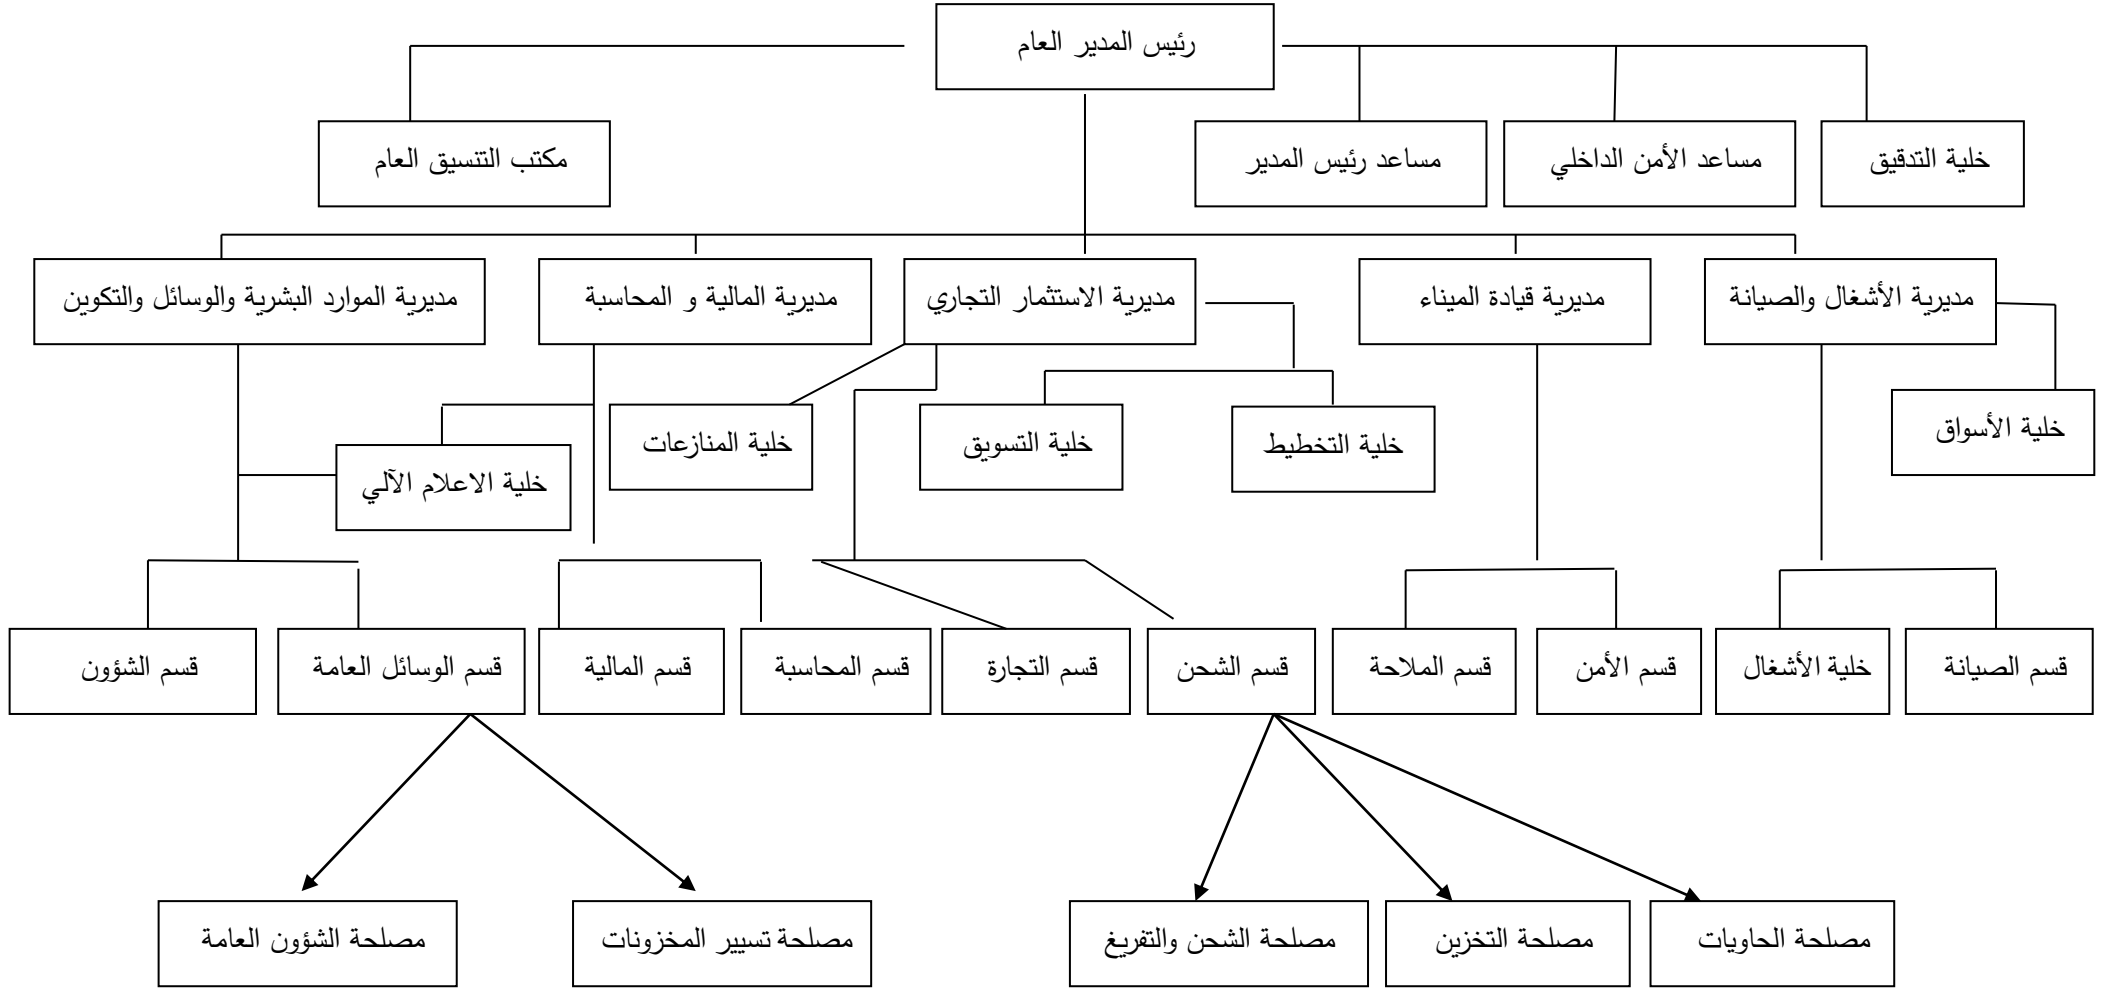 رئيس المدير العام
خلية التدقيق
مساعد الأمن الداخلي
مساعد رئيس المدير
مكتب التنسيق العام
مديرية الأشغال والصيانة
مديرية قيادة الميناء
مديرية الاستثمار التجاري
مديرية المالية و المحاسبة
مديرية الموارد البشرية والوسائل والتكوين
خلية الأسواق
خلية التخطيط
خلية التسويق
خلية المنازعات
خلية الاعلام الآلي
قسم الصيانة
خلية الأشغال
قسم الأمن
قسم الملاحة
قسم الشحن
قسم التجارة
قسم المحاسبة
قسم المالية
قسم الوسائل العامة
قسم الشؤون
مصلحة الحاويات
مصلحة التخزين
مصلحة الشحن والتفريغ
مصلحة تسيير المخزونات
مصلحة الشؤون العامة